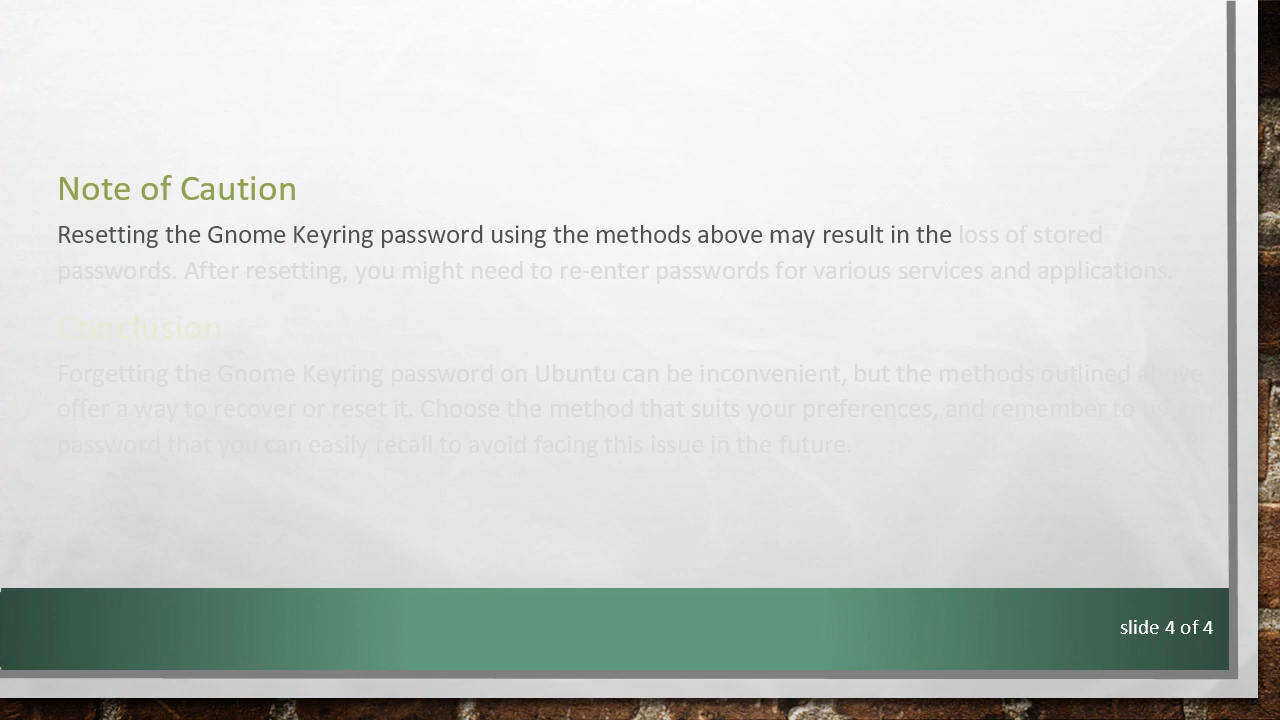 Note of Caution
Resetting the Gnome Keyring password using the methods above may result in the loss of stored
passwords. After resetting, you might need to re-enter passwords for various services and applications.
Conclusion
Forgetting the Gnome Keyring password on Ubuntu can be inconvenient, but the methods outlined above
offer a way to recover or reset it. Choose the method that suits your preferences, and remember to
password that you can easily recall to avoid facing this issue in the future.
slide 4 of 4